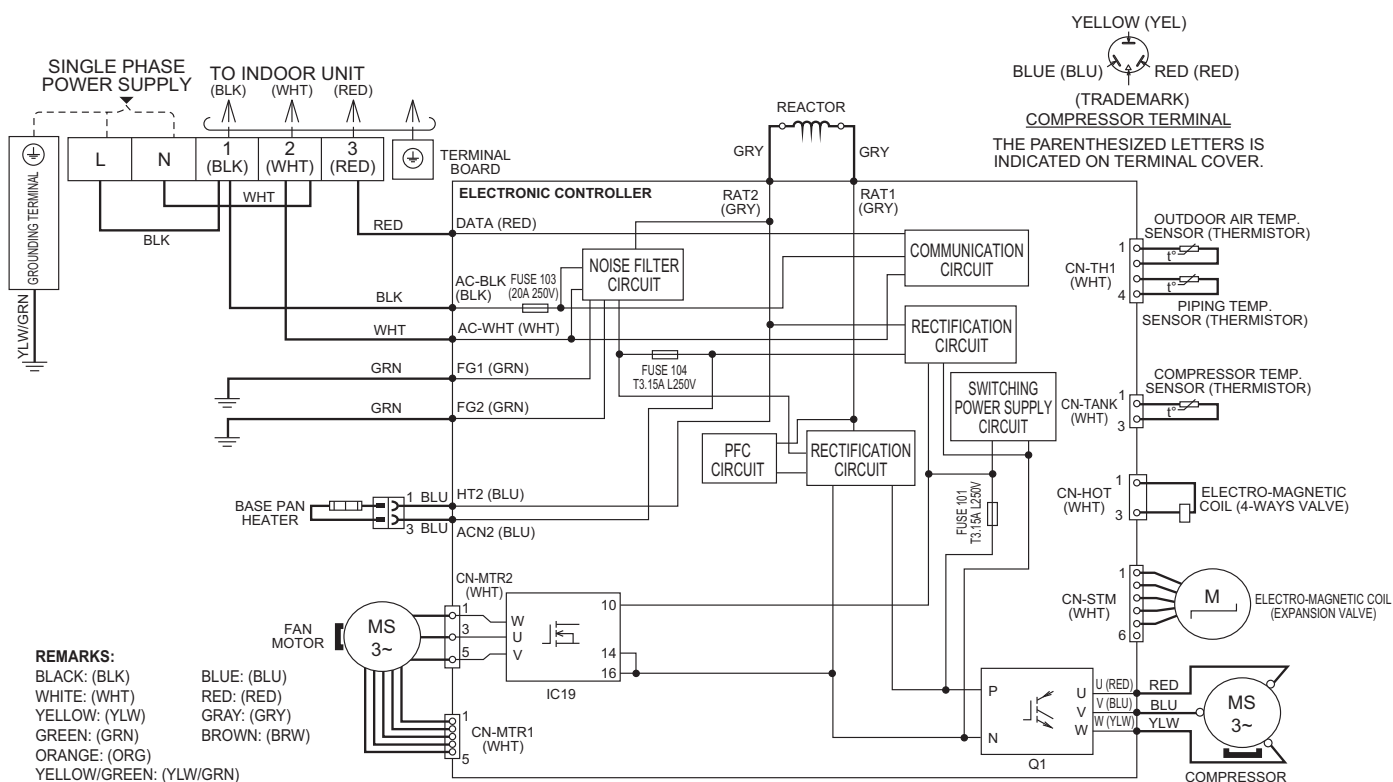 YELLOW (YEL)
BLUE (BLU)
RED (RED)
(TRADEMARK)
COMPRESSOR TERMINAL
THE PARENTHESIZED LETTERS IS
INDICATED ON TERMINAL COVER.
SINGLE PHASE
POWER SUPPLY
TO INDOOR UNIT
(BLK)
(WHT)
(RED)
REACTOR
GRY
GRY
GROUNDING TERMINAL
YLW/GRN
L
N
1
(BLK)
2
(WHT)
3
(RED)
TERMINAL
BOARD
WHT
BLK
ELECTRONIC CONTROLLER
RAT2
(GRY)
RAT1
(GRY)
RED
DATA (RED)
NOISE FILTER
CIRCUIT
COMMUNICATION
CIRCUIT
BLK
AC-BLK
(BLK)
FUSE 103
(20A 250V)
WHT
AC-WHT (WHT)
RECTIFICATION
CIRCUIT
FUSE 104
T3.15A L250V
GRN
FG1 (GRN)
GRN
FG2 (GRN)
SWITCHING
POWER SUPPLY
CIRCUIT
PFC
CIRCUIT
RECTIFICATION
CIRCUIT
FUSE 101
T3.15A L250V
BASE PAN
HEATER
1
BLU
HT2 (BLU)
3
BLU
ACN2 (BLU)
CN-TH1
(WHT)
1
4
t°
t°
OUTDOOR AIR TEMP.
SENSOR (THERMISTOR)
PIPING TEMP.
SENSOR (THERMISTOR)
CN-TANK
(WHT)
1
3
t°
COMPRESSOR TEMP.
SENSOR (THERMISTOR)
CN-HOT
(WHT)
1
3
ELECTRO-MAGNETIC
COIL (4-WAYS VALVE)
CN-STM
(WHT)
1
6
M
ELECTRO-MAGNETIC COIL
(EXPANSION VALVE)
FAN
MOTOR
MS
3~
CN-MTR2
(WHT)
1
3
5
W
U
V
10
14
16
IC19
CN-MTR1
(WHT)
1
5
P
N
U
V
W
Q1
U (RED)
V (BLU)
W (YLW)
RED
BLU
YLW
MS
3~
COMPRESSOR
REMARKS:
BLACK: (BLK)
WHITE: (WHT)
YELLOW: (YLW)
GREEN: (GRN)
ORANGE: (ORG)
YELLOW/GREEN: (YLW/GRN)
BLUE: (BLU)
RED: (RED)
GRAY: (GRY)
BROWN: (BRW)